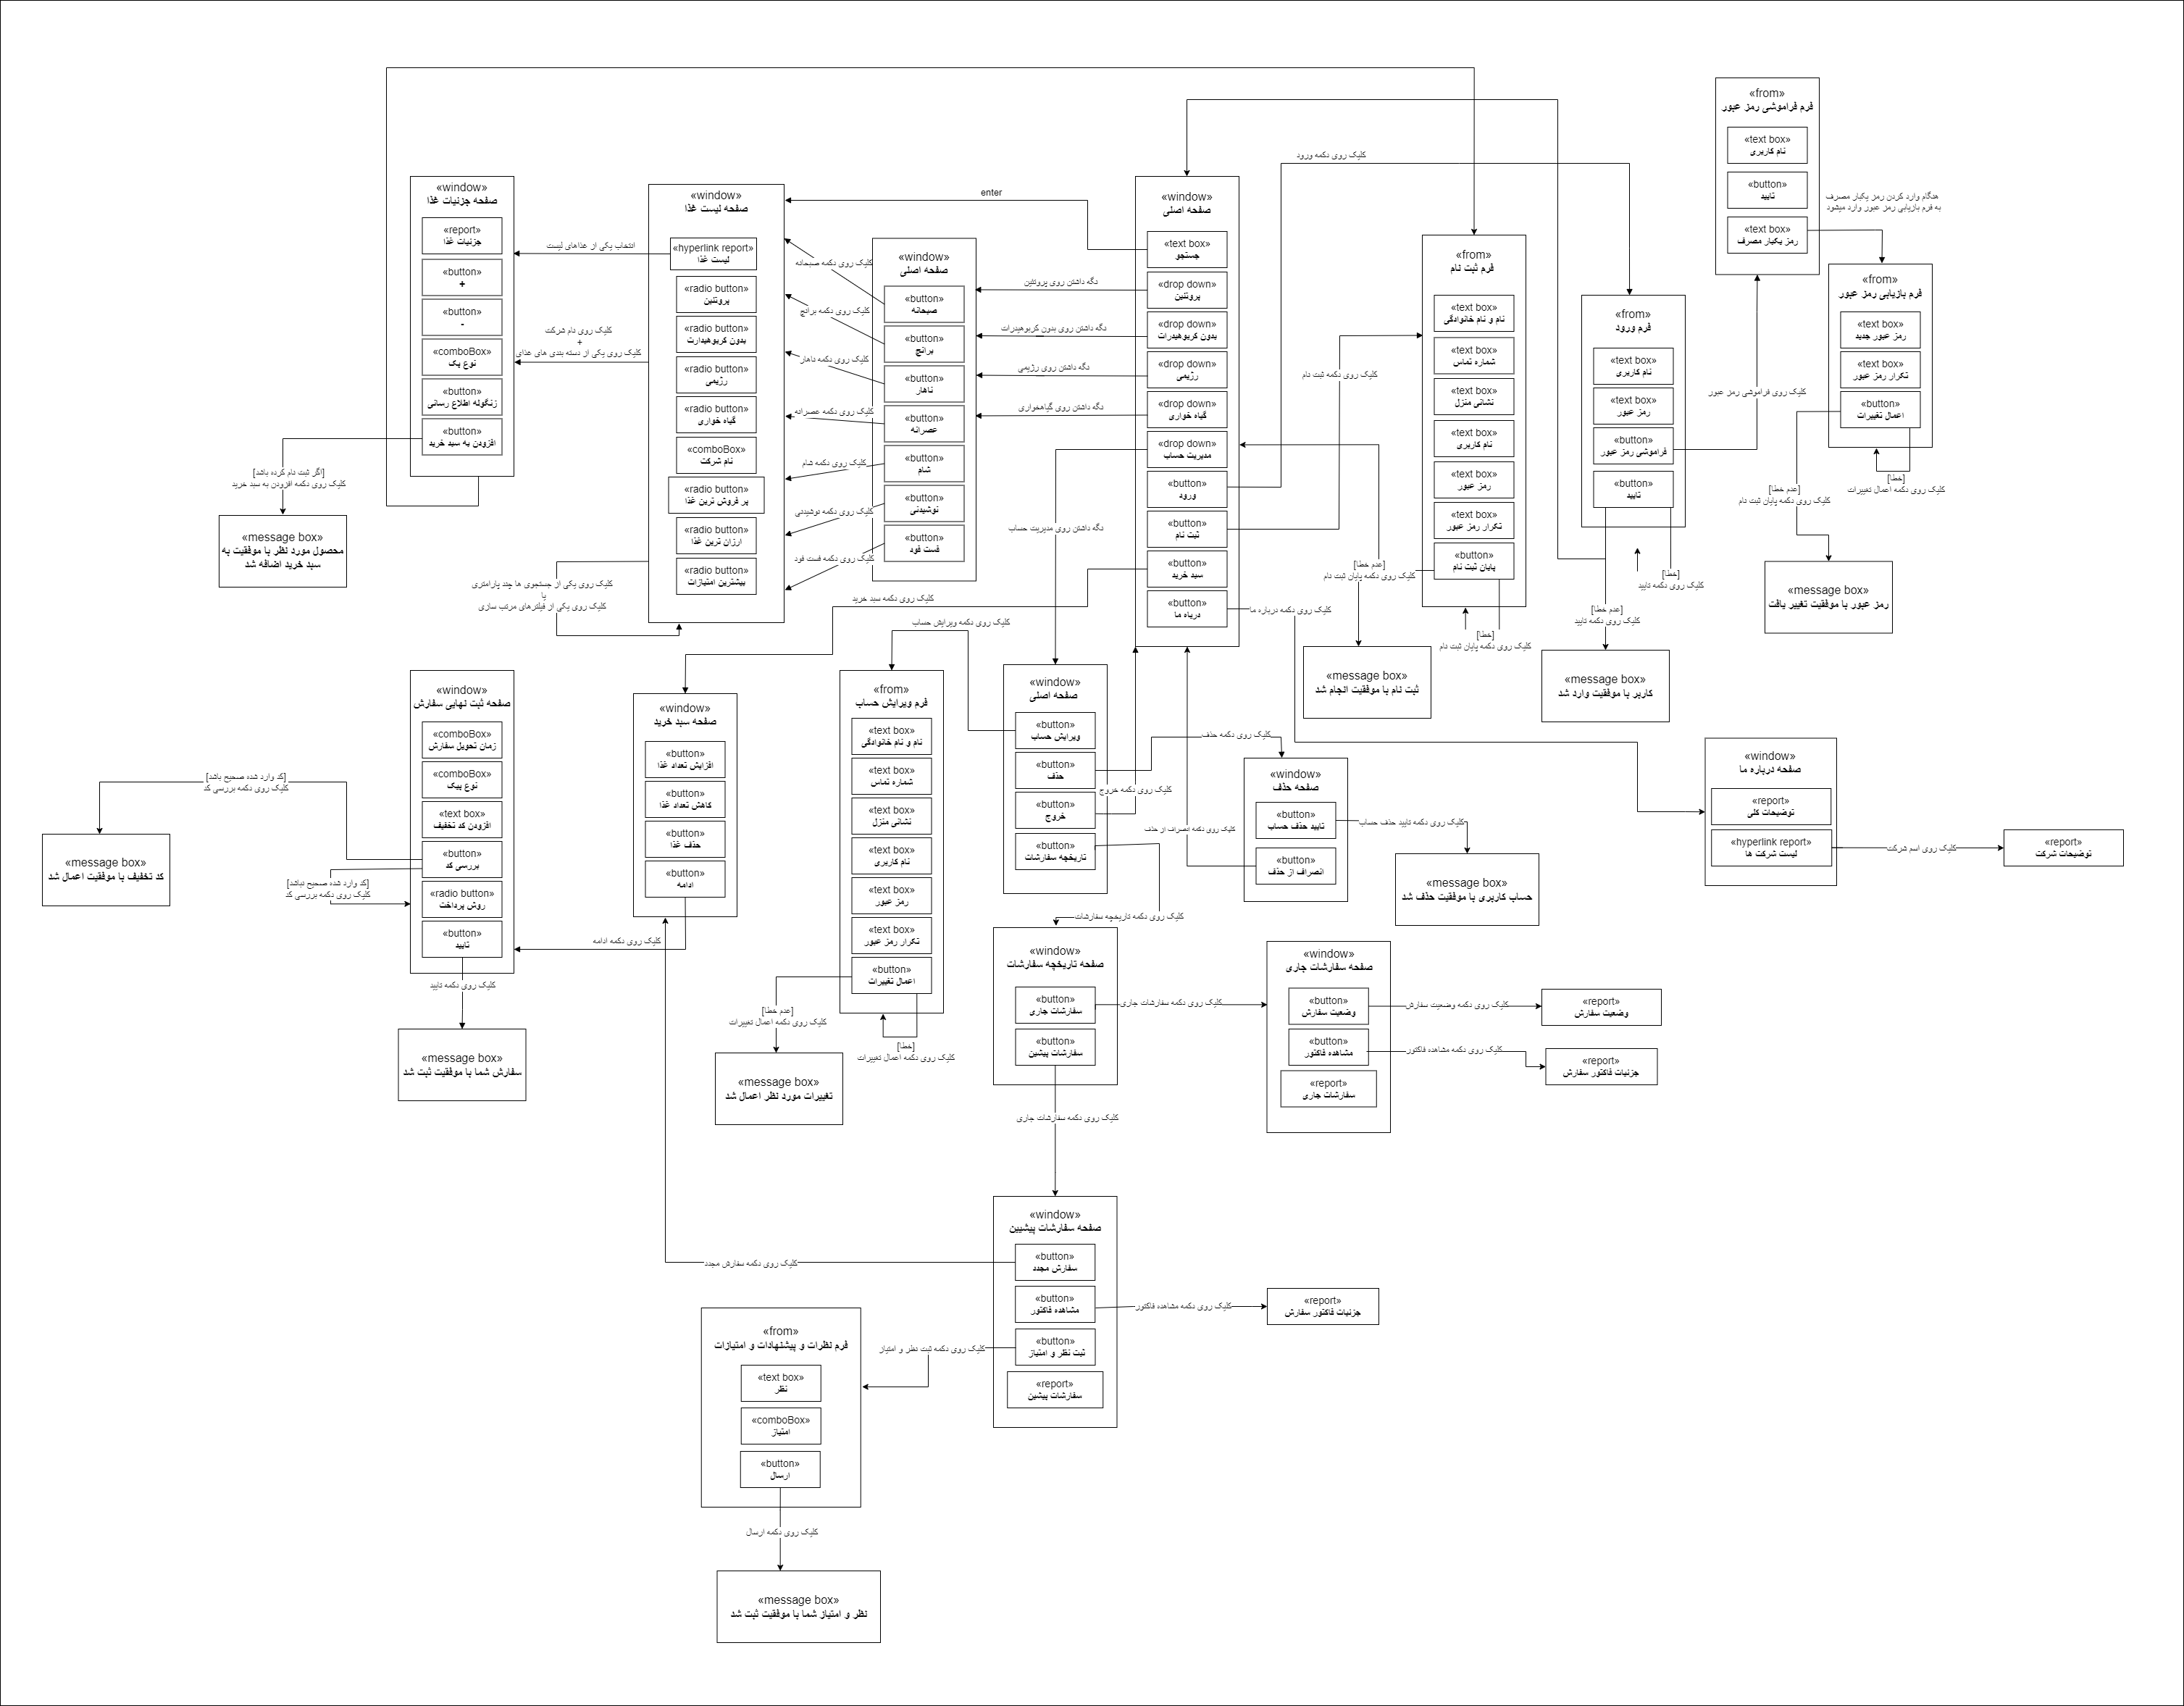 «window»
صفحه جزئیات غذا
«report»
جزئیات غذا
«button»
+
«button»
-
«comboBox»
نوع پک
«button»
زنگوله اطلاع رسانی
«button»
افزودن به سبد خرید
[اگر ثبت نام کرده باشد]
کلیک روی دکمه افزودن به سبد خرید
«message box»
محصول مورد نظر با موفقیت به
سبد خرید اضافه شد
انتخاب یکی از غذاهای لیست
کلیک روی نام شرکت
+
کلیک روی یکی از دسته بندی های غذای
«window»
صفحه لیست غذا
«hyperlink report»
لیست غذا
«radio button»
پروتئین
«radio button»
بدون کربوهیدارت
«radio button»
رژیمی
«radio button»
گیاه خواری
«comboBox»
نام شرکت
«radio button»
پر فروش ترین غذا
«radio button»
ارزان ترین غذا
«radio button»
بیشترین امتیازات
کلیک روی یکی از جستجوی ها چند پارامتری
یا
کلیک روی یکی از فیلترهای مرتب سازی
enter
کلیک روی دکمه صبحانه
کلیک روی دکمه برانچ
کلیک روی دکمه ناهار
کلیک روی دکمه عصرانه
کلیک روی دکمه شام
کلیک روی دکمه نوشیدنی
کلیک روی دکمه فست فود
«window»
صفحه اصلی
«button»
صبحانه
«button»
برانچ
«button»
ناهار
«button»
عصرانه
«button»
شام
«button»
نوشیدنی
«button»
فست فود
نگه داشتن روی پروتئین
نگه داشتن روی بدون کربوهیدرات
نگه داشتن روی رژیمی
نگه داشتن روی گیاهخواری
نگه داشتن روی مدیریت حساب
«window»
صفحه اصلی
«text box»
جستجو
«drop down»
پروتئین
«drop down»
بدون کربوهیدرات
«drop down»
رژیمی
«drop down»
گیاه خواری
«drop down»
مدیریت حساب
«button»
ورود
«button»
ثبت نام
«button»
سبد خرید
«button»
درباه ما
کلیک روی دکمه ورود
کلیک روی دکمه ثبت نام
کلیک روی دکمه سبد خرید
کلیک روی دکمه درباره ما
«from»
فرم ثبت نام
«text box»
نام و نام خانوادگی
«text box»
شماره تماس
«text box»
نشانی منزل
«text box»
نام کاربری
«text box»
رمز عبور
«text box»
تکرار رمز عبور
«button»
پایان ثبت نام
[عدم خطا]
کلیک روی دکمه پایان ثبت نام
[خطا]
کلیک روی دکمه پایان ثبت نام
«message box»
ثبت نام با موفقیت انجام شد
«from»
فرم ورود
«text box»
نام کاربری
«text box»
رمز عبور
«button»
فراموشی رمز عبور
«button»
تایید
[خطا]
کلیک روی دکمه تایید
[عدم خطا]
کلیک روی دکمه تایید
«message box»
کاربر با موفقیت وارد شد
کلیک روی فراموشی رمز عبور
«from»
فرم فراموشی رمز عبور
«text box»
نام کاربری
«button»
تایید
«text box»
رمز یکبار مصرف
هنگام وارد کردن رمز یکبار مصرف
به فرم بازیابی رمز عبور وارد میشود
«from»
فرم بازیابی رمز عبور
«text box»
رمز عبور جدید
«text box»
تکرار رمز عبور
«button»
اعمال تغییرات
[خطا]
کلیک روی دکمه اعمال تغییرات
[عدم خطا]
کلیک روی دکمه پایان ثبت نام
«message box»
رمز عبور با موفقیت تغییر یافت
«window»
صفحه ثبت نهایی سفارش
«comboBox»
زمان تحویل سفارش
«comboBox»
نوع پیک
«text box»
افزودن کد تخفیف
«button»
بررسی کد
«radio button»
روش پرداخت
«button»
تایید
[کد وارد شده صحیح باشد]
کلیک روی دکمه بررسی کد
«message box»
کد تخفیف با موفقیت اعمال شد
[کد وارد شده صحیح نباشد]
کلیک روی دکمه بررسی کد
کلیک روی دکمه تایید
«message box»
سفارش شما با موفقیت ثبت شد
«window»
صفحه سبد خرید
«button»
افزایش تعداد غذا
«button»
کاهش تعداد غذا
«button»
حذف غذا
«button»
ادامه
کلیک روی دکمه ادامه
کلیک روی دکمه ویرایش حساب
«from»
فرم ویرایش حساب
«text box»
نام و نام خانوادگی
«text box»
شماره تماس
«text box»
نشانی منزل
«text box»
نام کاربری
«text box»
رمز عبور
«text box»
تکرار رمز عبور
«button»
اعمال تغییرات
[عدم خطا]
کلیک روی دکمه اعمال تغییرات
[خطا]
کلیک روی دکمه اعمال تغییرات
«message box»
تغییرات مورد نظر اعمال شد
«window»
صفحه اصلی
«button»
ویرایش حساب
«button»
حذف
«button»
خروج
«button»
تاریخچه سفارشات
کلیک روی دکمه حذف
کلیک روی دکمه خروج
کلیک روی دکمه انصراف از حذف
کلیک روی دکمه تاریخچه سفارشات
«window»
صفحه حذف
«button»
تایید حذف حساب
«button»
انصراف از حذف
کلیک روی دکمه تایید حذف حساب
«message box»
حساب کاربری با موفقیت حذف شد
«window»
صفحه درباره ما
«report»
توضیحات کلی
«hyperlink report»
لیست شرکت ها
کلیک روی اسم شرکت
«report»
توضیحات شرکت
«window»
صفحه تاریخچه سفارشات
«button»
سفارشات جاری
«button»
سفارشات پیشین
کلیک روی دکمه سفارشات جاری
کلیک روی دکمه سفارشات جاری
«window»
صفحه سفارشات جاری
«button»
وضعیت سفارش
«button»
مشاهده فاکتور
«report»
سفارشات جاری
کلیک روی دکمه وضعیت سفارش
«report»
وضعیت سفارش
کلیک روی دکمه مشاهده فاکتور
«report»
جزئیات فاکتور سفارش
«window»
صفحه سفارشات پیشیین
«button»
سفارش مجدد
«button»
مشاهده فاکتور
«button»
ثبت نظر و امتیاز
«report»
سفارشات پیشین
کلیک روی دکمه سفارش مجدد
کلیک روی دکمه مشاهده فاکتور
«report»
جزئیات فاکتور سفارش
کلیک روی دکمه ثبت نظر و امتیاز
«from»
فرم نظرات و پیشنهادات و امتیازات
«text box»
نظر
«comboBox»
امتیاز
«button»
ارسال
کلیک روی دکمه ارسال
«message box»
نظر و امتیاز شما با موفقیت ثبت شد